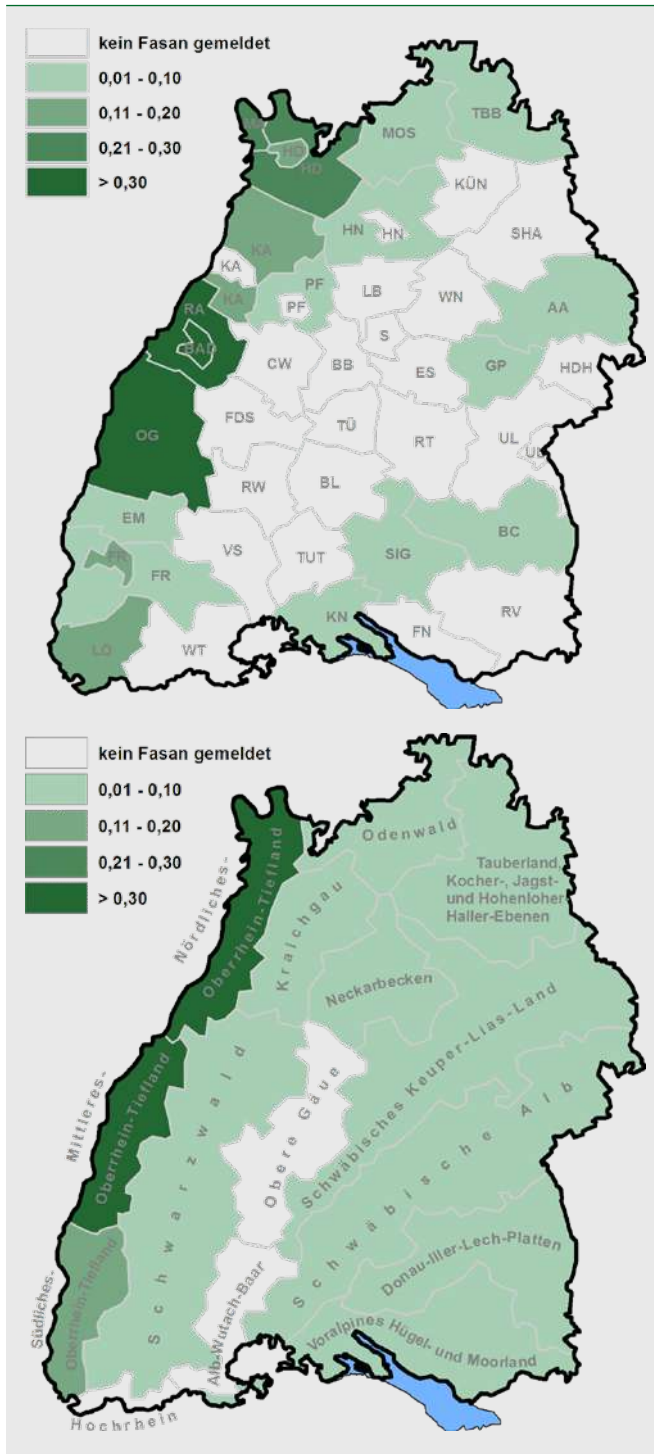 kein Fasan gemeldet
0,01 - 0,10
0,11 - 0,20
0,21 - 0,30
> 0,30
TBB
MOS
HD
HD
KÜN
HN
HN
SHA
KA
KA
KA
PF
PF
LB
WN
AA
RA
BAD
S
CW
BB
ES
GP
HDH
FDS
TÜ
OG
RT
UL
UL
RW
BL
EM
FR
FR
VS
TUT
SIG
BC
KN
FN
RV
LÖ
WT
kein Fasan gemeldet
0,01 - 0,10
0,11 - 0,20
0,21 - 0,30
> 0,30
Odenwald
Tauberland,
Kocher-, Jagst-
und Hohenloher
Haller-Ebenen
Nördliches-
Oberrhein-Tiefland
Kraichgau
Neckarbecken
Schwäbisches Keuper-Lias-Land
Mittleres-
Oberrhein-Tiefland
Schwarzwald
Obere Gäue
Schwäbische Alb
Südliches-
Oberrhein-Tiefland
Alb-Wutach-Baar
Donau-Iller-Lech-Platten
Voralpines Hügel- und Moorland
Hochrhein